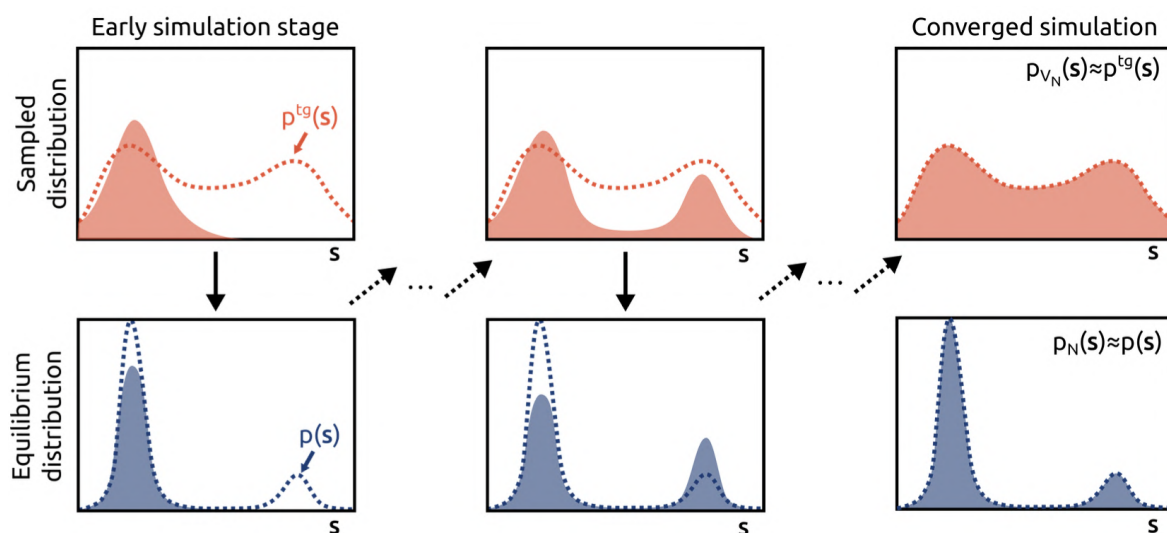 Early simulation stage
Converged simulation
Sampled
distribution
p^tg(s)
s
s
p_V_N(s)≈p^tg(s)
s
...
...
Equilibrium
distribution
p(s)
s
s
p_N(s)≈p(s)
s